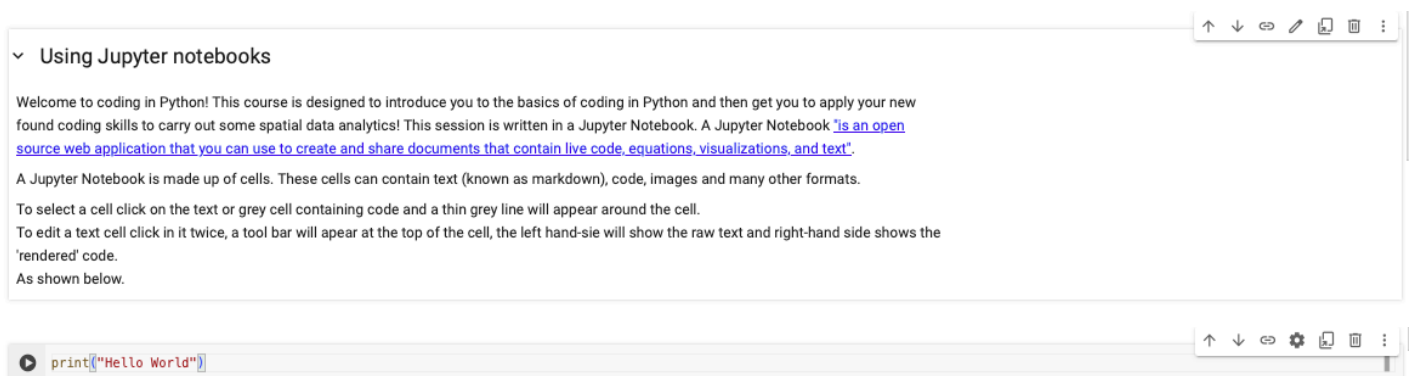 Using Jupyter notebooks
Welcome to coding in Python! This course is designed to introduce you to the basics of coding in Python and then get you to apply your new
found coding skills to carry out some spatial data analytics! This session is written in a Jupyter Notebook. A Jupyter Notebook "is an open
source web application that you can use to create and share documents that contain live code, equations, visualizations, and text".
A Jupyter Notebook is made up of cells. These cells can contain text (known as markdown), code, images and many other formats.
To select a cell click on the text or grey cell containing code and a thin grey line will appear around the cell.
To edit a text cell click in it twice, a tool bar will apear at the top of the cell, the left hand-sie will show the raw text and right-hand side shows the
'rendered' code.
As shown below.
print("Hello World")